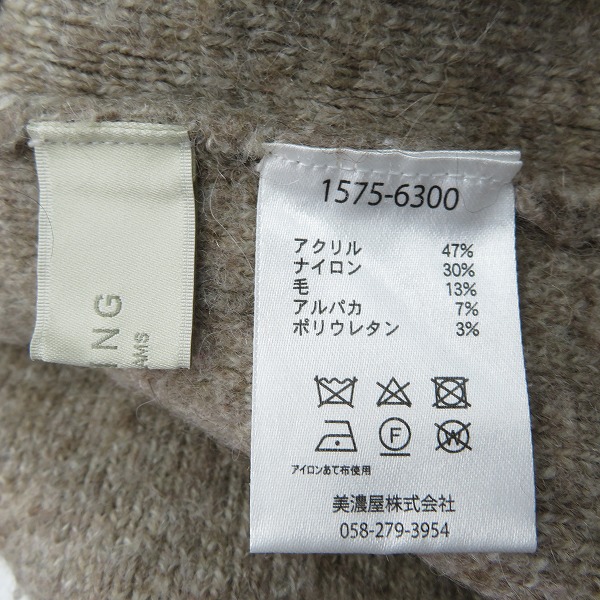 ING
AMS
1575-6300
アクリル 47%
ナイロン 30%
毛 13%
アルパカ 7%
ポリウレタン 3%
F
W
アイロンあて布使用
美濃屋株式会社
058-279-3954